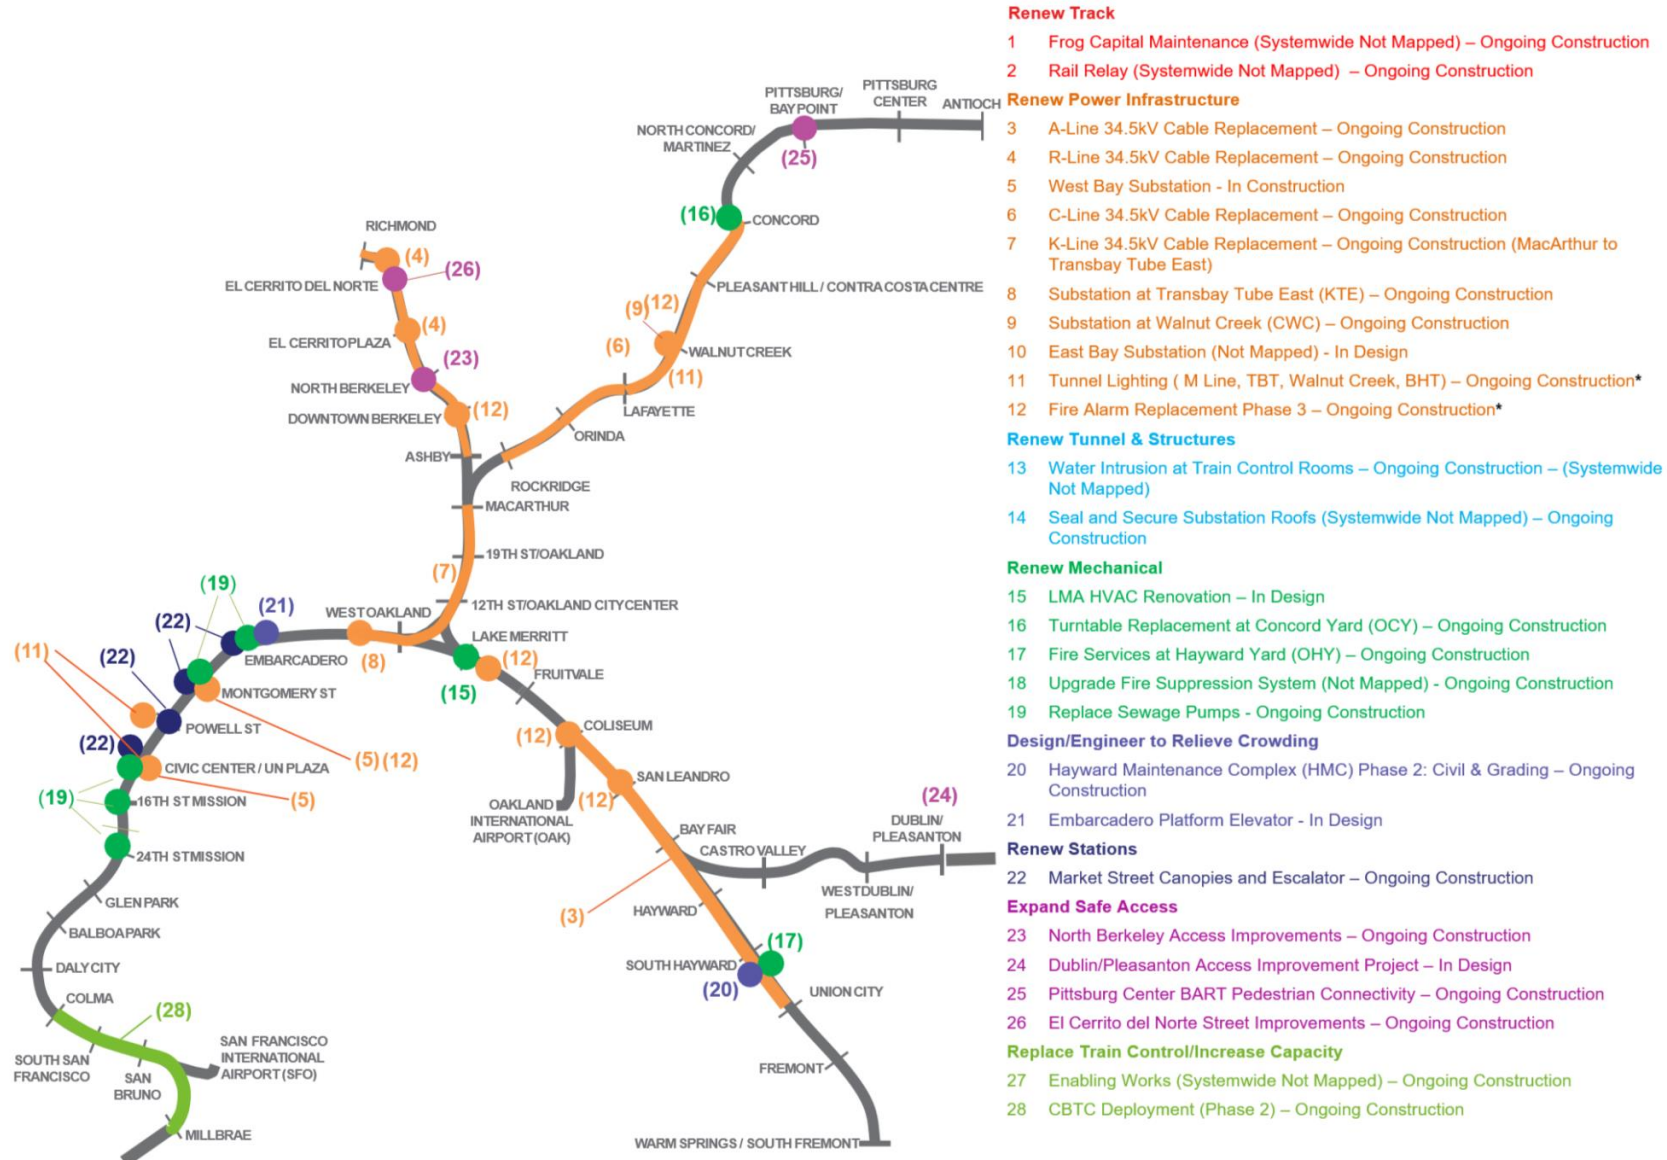 Renew Track
1 Frog Capital Maintenance (Systemwide Not Mapped) – Ongoing Construction
2 Rail Relay (Systemwide Not Mapped) – Ongoing Construction
Renew Power Infrastructure
3 A-Line 34.5kV Cable Replacement – Ongoing Construction
4 R-Line 34.5kV Cable Replacement – Ongoing Construction
5 West Bay Substation - In Construction
6 C-Line 34.5kV Cable Replacement – Ongoing Construction
7 K-Line 34.5kV Cable Replacement – Ongoing Construction (MacArthur to
Transbay Tube East)
8 Substation at Transbay Tube East (KTE) – Ongoing Construction
9 Substation at Walnut Creek (CWC) – Ongoing Construction
10 East Bay Substation (Not Mapped) - In Design
11 Tunnel Lighting ( M Line, TBT, Walnut Creek, BHT) – Ongoing Construction*
12 Fire Alarm Replacement Phase 3 – Ongoing Construction*
Renew Tunnel & Structures
13 Water Intrusion at Train Control Rooms – Ongoing Construction – (Systemwide
Not Mapped)
14 Seal and Secure Substation Roofs (Systemwide Not Mapped) – Ongoing
Construction
Renew Mechanical
15 LMA HVAC Renovation – In Design
16 Turntable Replacement at Concord Yard (OCY) – Ongoing Construction
17 Fire Services at Hayward Yard (OHY) – Ongoing Construction
18 Upgrade Fire Suppression System (Not Mapped) - Ongoing Construction
19 Replace Sewage Pumps - Ongoing Construction
Design/Engineer to Relieve Crowding
20 Hayward Maintenance Complex (HMC) Phase 2: Civil & Grading – Ongoing
Construction
21 Embarcadero Platform Elevator - In Design
Renew Stations
22 Market Street Canopies and Escalator – Ongoing Construction
Expand Safe Access
23 North Berkeley Access Improvements – Ongoing Construction
24 Dublin/Pleasanton Access Improvement Project – In Design
25 Pittsburg Center BART Pedestrian Connectivity – Ongoing Construction
26 El Cerrito del Norte Street Improvements – Ongoing Construction
Replace Train Control/Increase Capacity
27 Enabling Works (Systemwide Not Mapped) – Ongoing Construction
28 CBTC Deployment (Phase 2) – Ongoing Construction
PITTSBURG/
BAY POINT
PITTSBURG
CENTER
ANTIOCH
NORTH CONCORD/
MARTINEZ
(25)
(16)
CONCORD
RICHMOND
(4)
(26)
EL CERRITO DEL NORTE
PLEASANT HILL / CONTRA COSTA CENTRE
(9)
(12)
(4)
EL CERRITO PLAZA
(6)
WALNUT CREEK
(23)
(11)
NORTH BERKELEY
(12)
DOWNTOWN BERKELEY
LAFAYETTE
ORINDA
ASHBY
ROCKRIDGE
MACARTHUR
19TH ST/OAKLAND
(7)
(19)
(21)
WEST OAKLAND
12TH ST/OAKLAND CITY CENTER
(22)
LAKE MERRITT
(11)
(22)
EMBARCADERO
(8)
(12)
(15)
FRUITVALE
MONTGOMERY ST
POWELL ST
COLISEUM
(12)
(22)
(5) (12)
CIVIC CENTER / UN PLAZA
SAN LEANDRO
(19)
16TH ST MISSION
(5)
(12)
OAKLAND
INTERNATIONAL
AIRPORT (OAK)
(24)
DUBLIN/
PLEASANTON
BAY FAIR
24TH ST MISSION
CASTRO VALLEY
WEST DUBLIN/
PLEASANTON
GLEN PARK
(3)
HAYWARD
BALBOA PARK
(17)
DALY CITY
SOUTH HAYWARD
(20)
UNION CITY
COLMA
(28)
SAN FRANCISCO
INTERNATIONAL
AIRPORT (SFO)
SOUTH SAN
FRANCISCO
SAN
BRUNO
FREMONT
MILLBRAE
WARM SPRINGS / SOUTH FREMONT